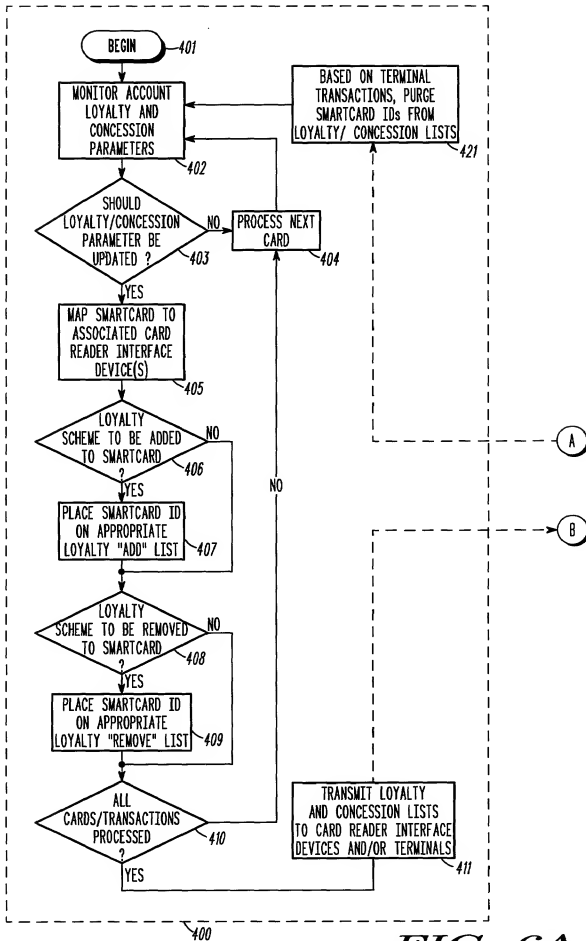 BEGIN
401
MONITOR ACCOUNT
LOYALTY AND
CONCESSION
PARAMETERS
402
BASED ON TERMINAL
TRANSACTIONS, PURGE
SMARTCARD IDs FROM
LOYALTY/ CONCESSION LISTS
421
SHOULD
LOYALTY/CONCESSION
PARAMETER BE
UPDATED ?
403
NO
PROCESS NEXT
CARD
404
YES
MAP SMARTCARD TO
ASSOCIATED CARD
READER INTERFACE
DEVICE(S)
405
LOYALTY
SCHEME TO BE ADDED
TO SMARTCARD
?
406
NO
YES
PLACE SMARTCARD ID
ON APPROPRIATE
LOYALTY "ADD" LIST
407
NO
A
B
LOYALTY
SCHEME TO BE REMOVED
TO SMARTCARD
?
408
NO
YES
PLACE SMARTCARD ID
ON APPROPRIATE
LOYALTY "REMOVE" LIST
409
ALL
CARDS/TRANSACTIONS
PROCESSED
?
410
YES
TRANSMIT LOYALTY
AND CONCESSION LISTS
TO CARD READER INTERFACE
DEVICES AND/OR TERMINALS
411
400
FIG. 6A